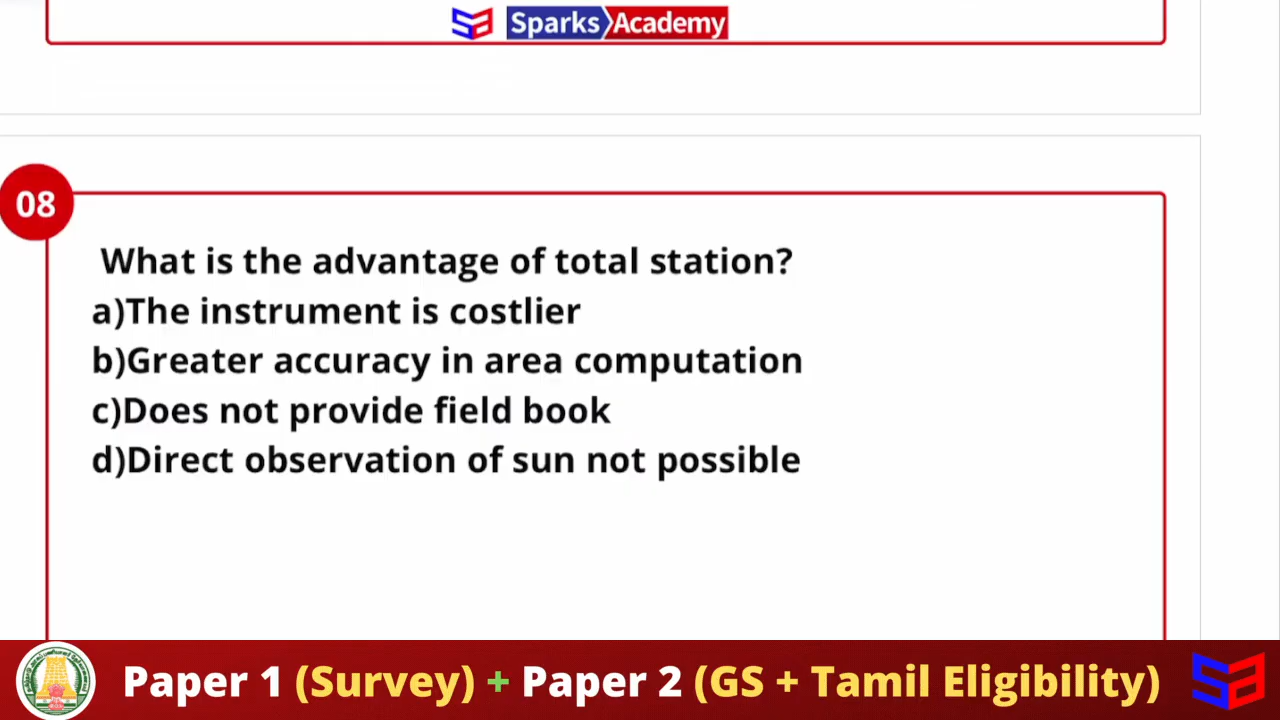 Sparks Academy
08
What is the advantage of total station?
a)The instrument is costlier
b)Greater accuracy in area computation
c)Does not provide field book
d)Direct observation of sun not possible
Paper 1 (Survey) + Paper 2 (GS + Tamil Eligibility)